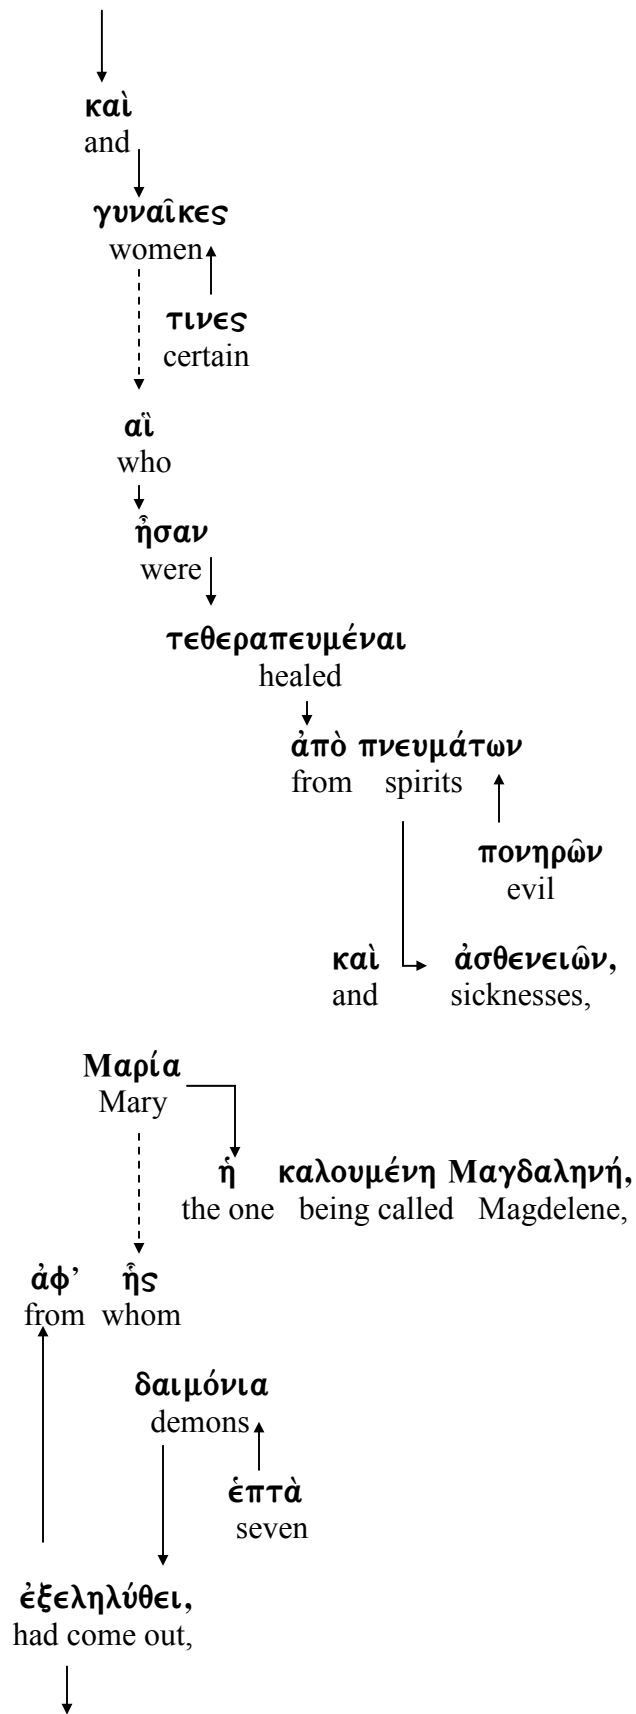 καὶ
and
γυναῖκες
women
τινες
certain
αἳ
who
ἦσαν
were
τεθεραπευμέναι
healed
ἀπὸ πνευμάτων
from spirits
πονηρῶν
evil
καὶ ἀσθενειῶν,
and sicknesses,
Μαρία
Mary
ἡ καλουμένη Μαγδαληνή,
the one being called Magdelene,
ἀφ’ ἧς
from whom
δαιμόνια
demons
ἑπτὰ
seven
ἐξεληλύθει,
had come out,